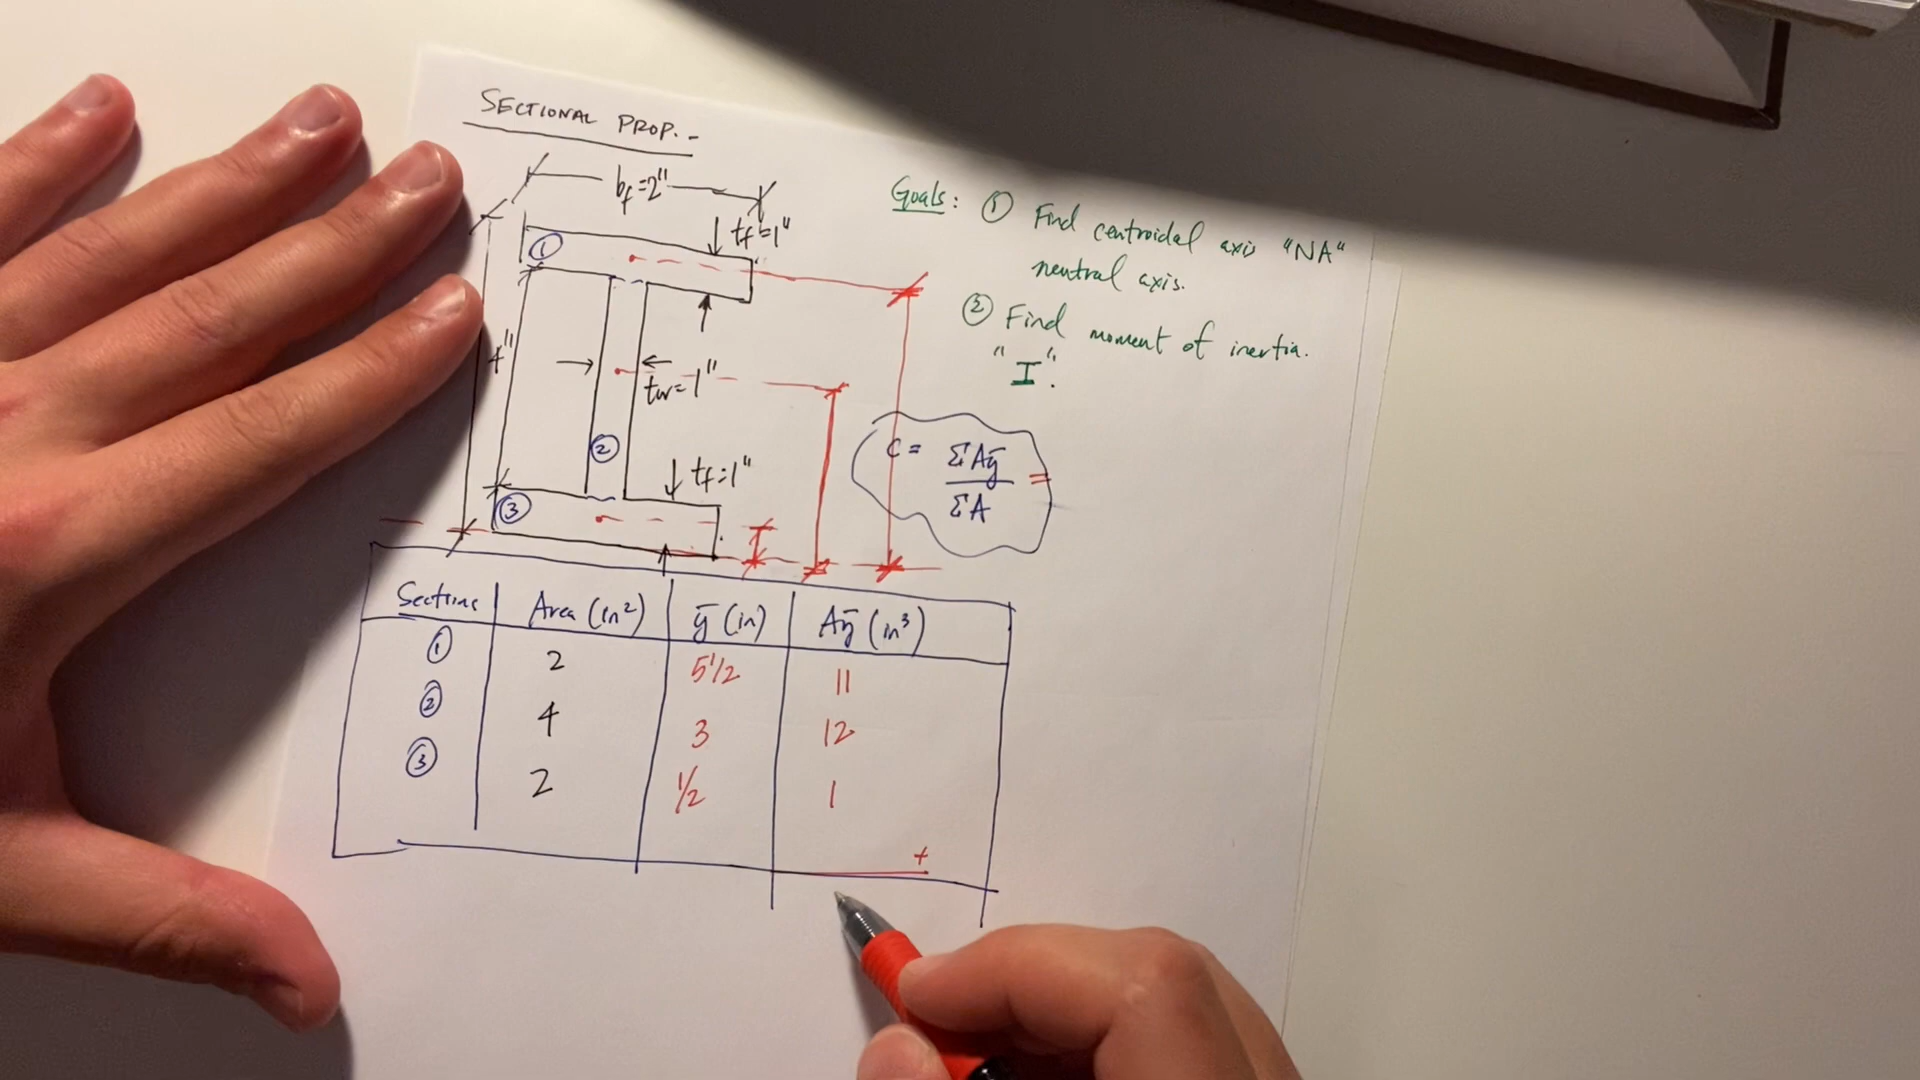 SECTIONAL PROP.-
bf=2"
tf=1"
①
4"
tw=1"
②
tf=1"
③
Goals: ① Find centroidal axis "NA"
neutral axis.
② Find moment of inertia.
"I".
C = ΣAȳ / ΣA =
Sections Area (in²) ȳ (in) Aȳ (in³)
① 2 5 1/2 11
② 4 3 12
③ 2 1/2 1
+